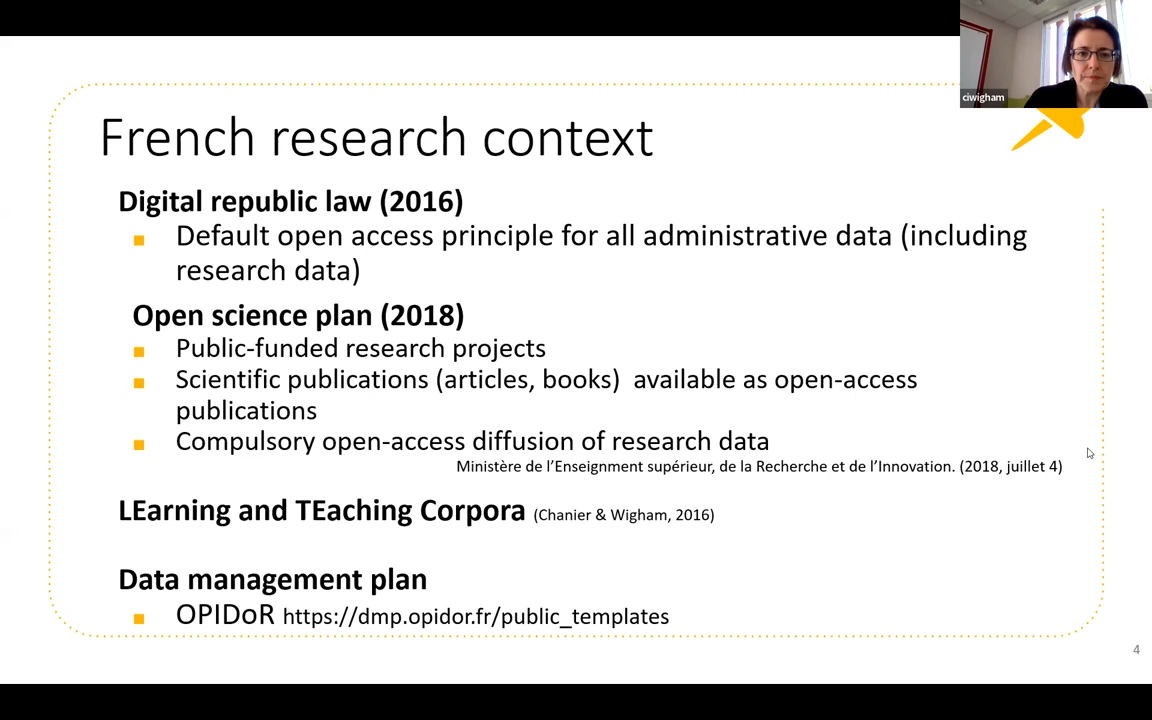 ciwigham
French research context
Digital republic law (2016)
Default open access principle for all administrative data (including
research data)
Open science plan (2018)
Public-funded research projects
Scientific publications (articles, books)  available as open-access
publications
Compulsory open-access diffusion of research data
Ministère de l’Enseignment supérieur, de la Recherche et de l’Innovation. (2018, juillet 4)
LEarning and TEaching Corpora (Chanier & Wigham, 2016)
Data management plan
OPIDoR https://dmp.opidor.fr/public_templates
4